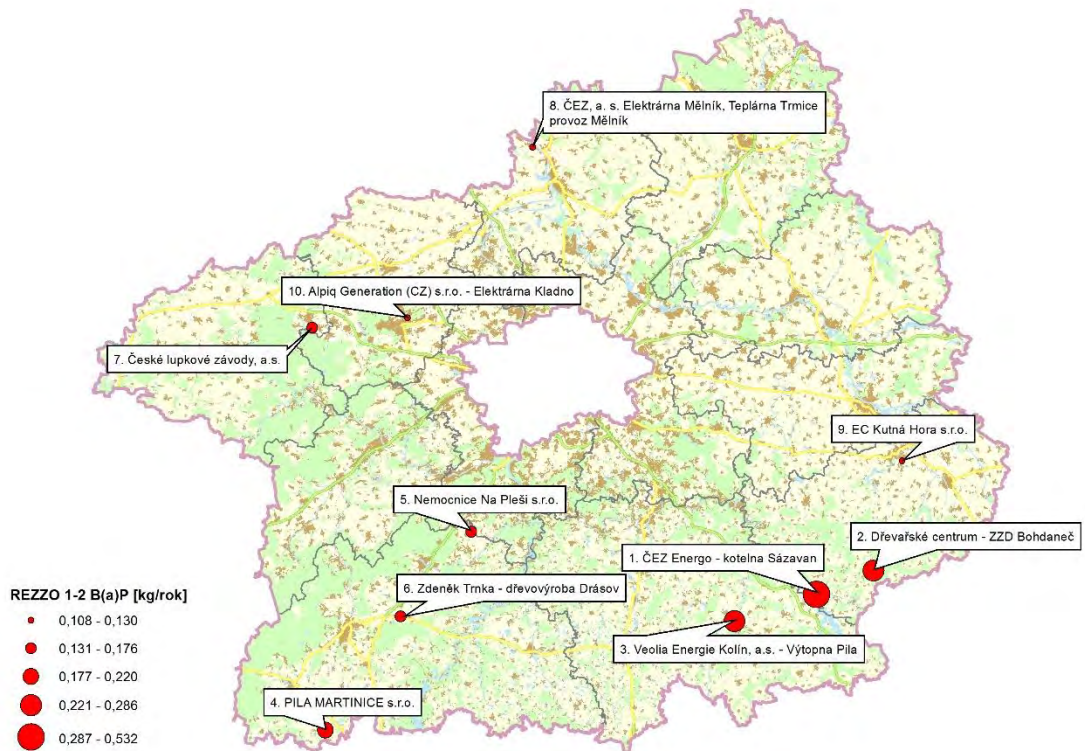 8. ČEZ, a. s. Elektrárna Mělník, Teplárna Trmice
provoz Mělník
10. Alpiq Generation (CZ) s.r.o. - Elektrárna Kladno
7. České lupkové závody, a.s.
9. EC Kutná Hora s.r.o.
5. Nemocnice Na Pleši s.r.o.
2. Dřevařské centrum - ZZD Bohdaneč
1. ČEZ Energo - kotelna Sázavan
6. Zdeněk Trnka - dřevovýroba Drásov
3. Veolia Energie Kolín, a.s. - Výtopna Pila
4. PILA MARTINICE s.r.o.
REZZO 1-2 B(a)P [kg/rok]
0,108 - 0,130
0,131 - 0,176
0,177 - 0,220
0,221 - 0,286
0,287 - 0,532